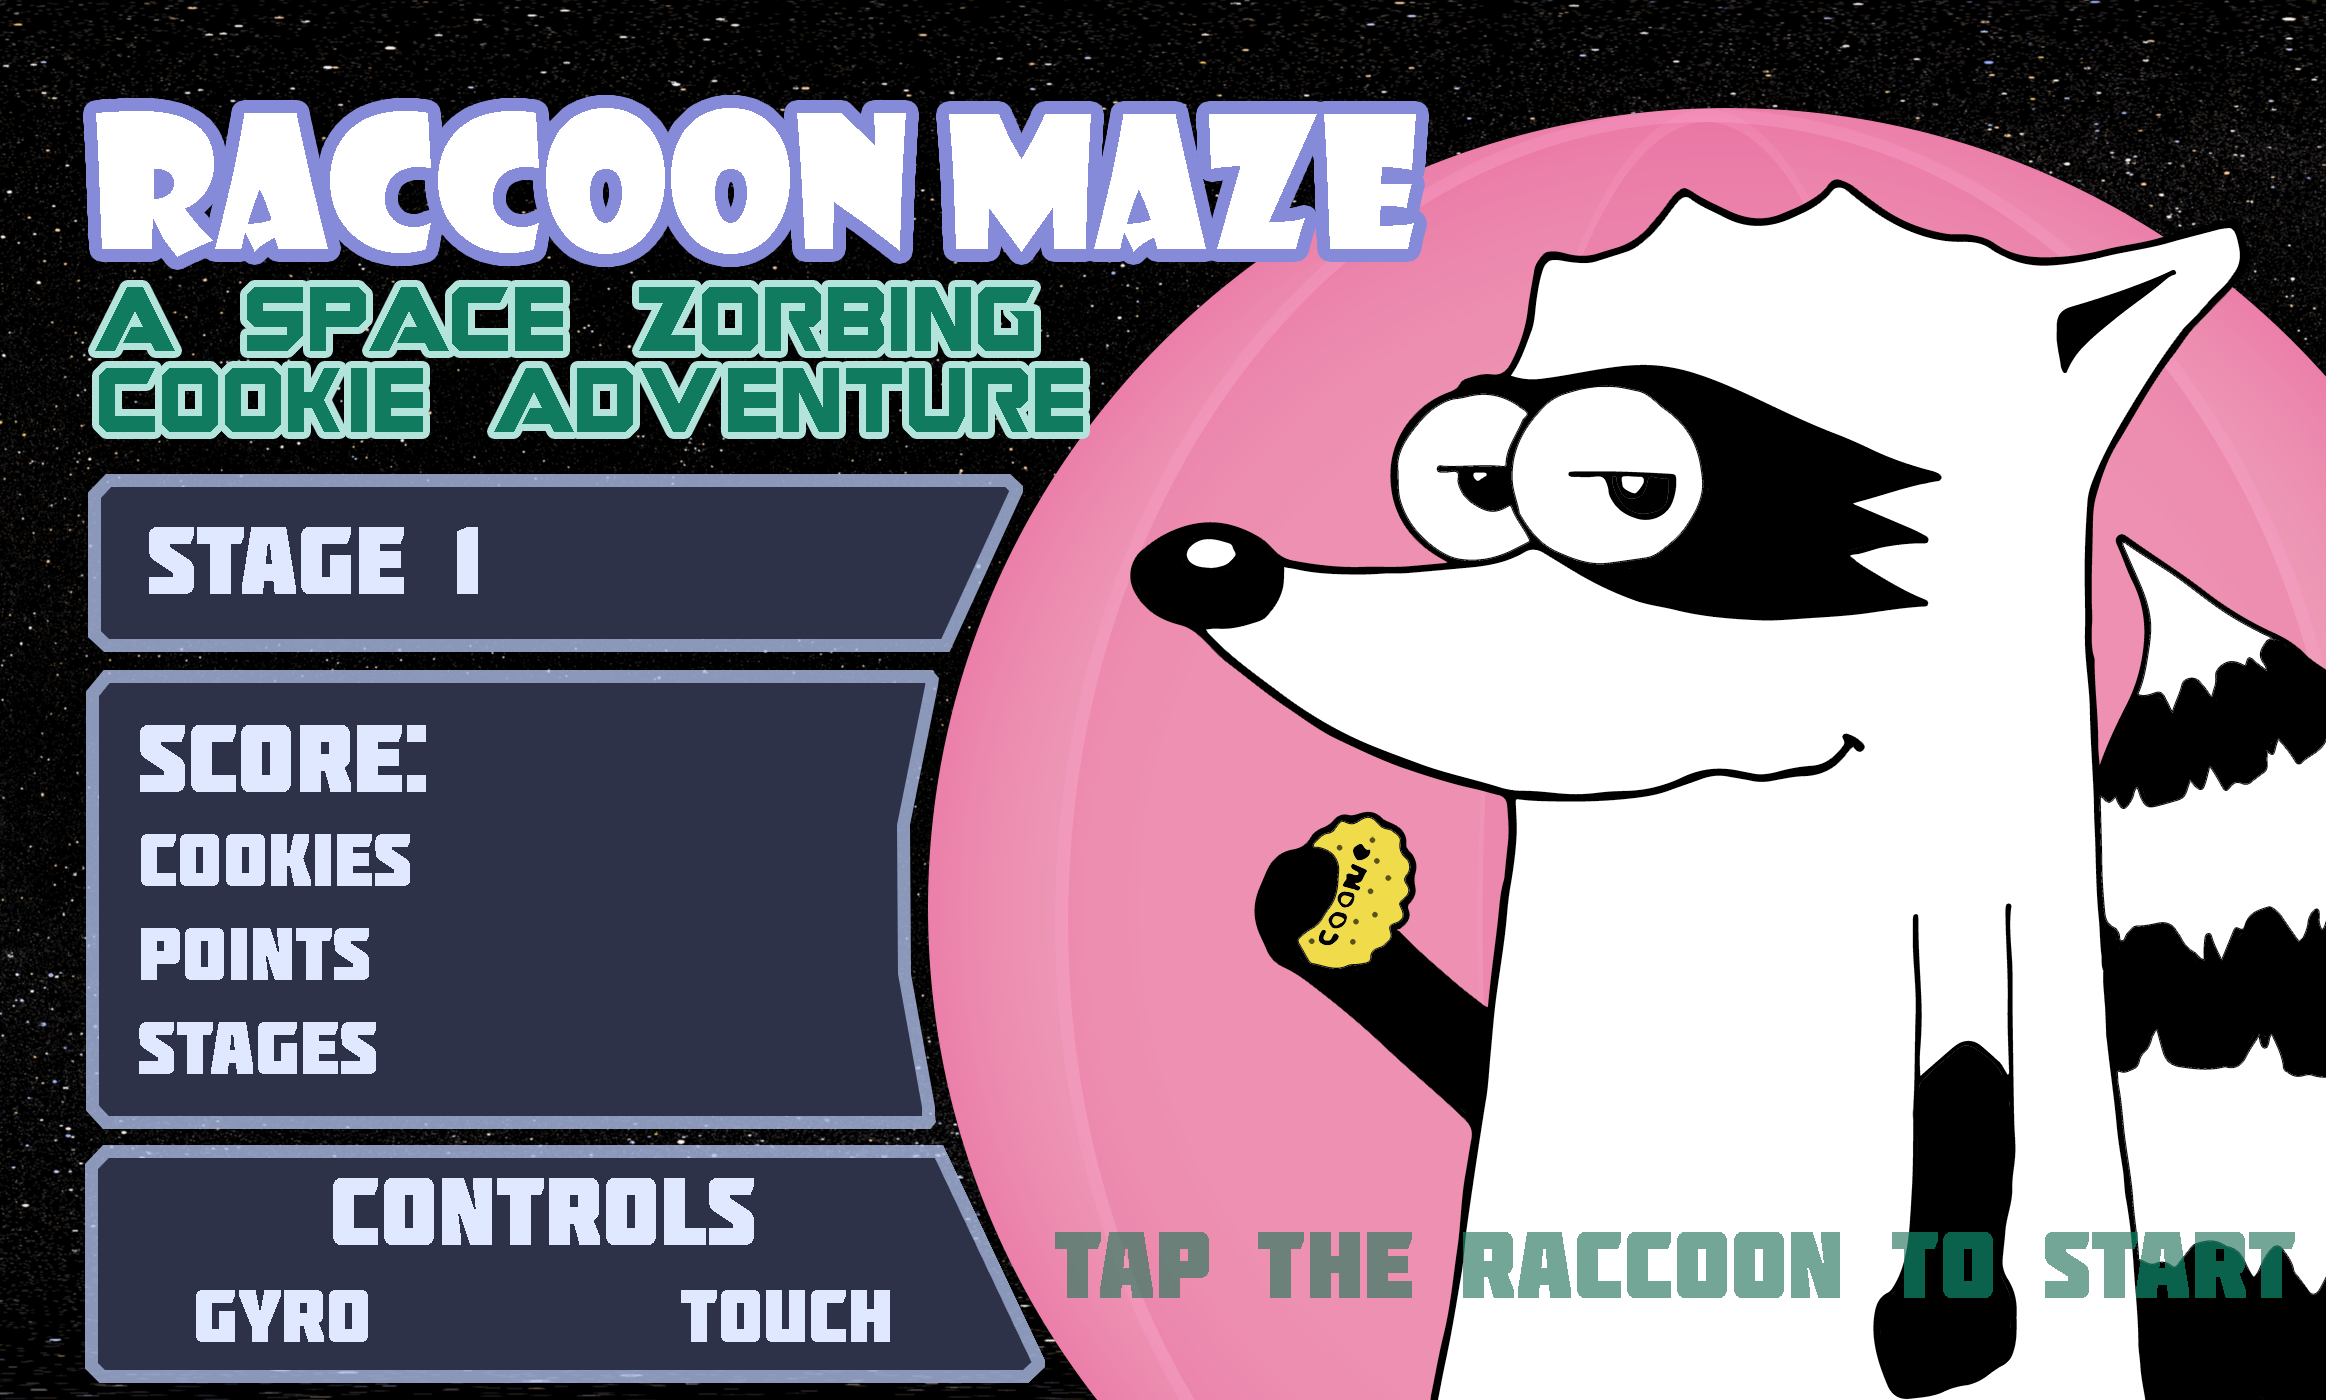 RACCOON MAZE
A SPACE ZORBING
COOKIE ADVENTURE
STAGE 1
SCORE:
COOKIES
POINTS
STAGES
CONTROLS
GYRO TOUCH
COON
TAP THE RACCOON TO START